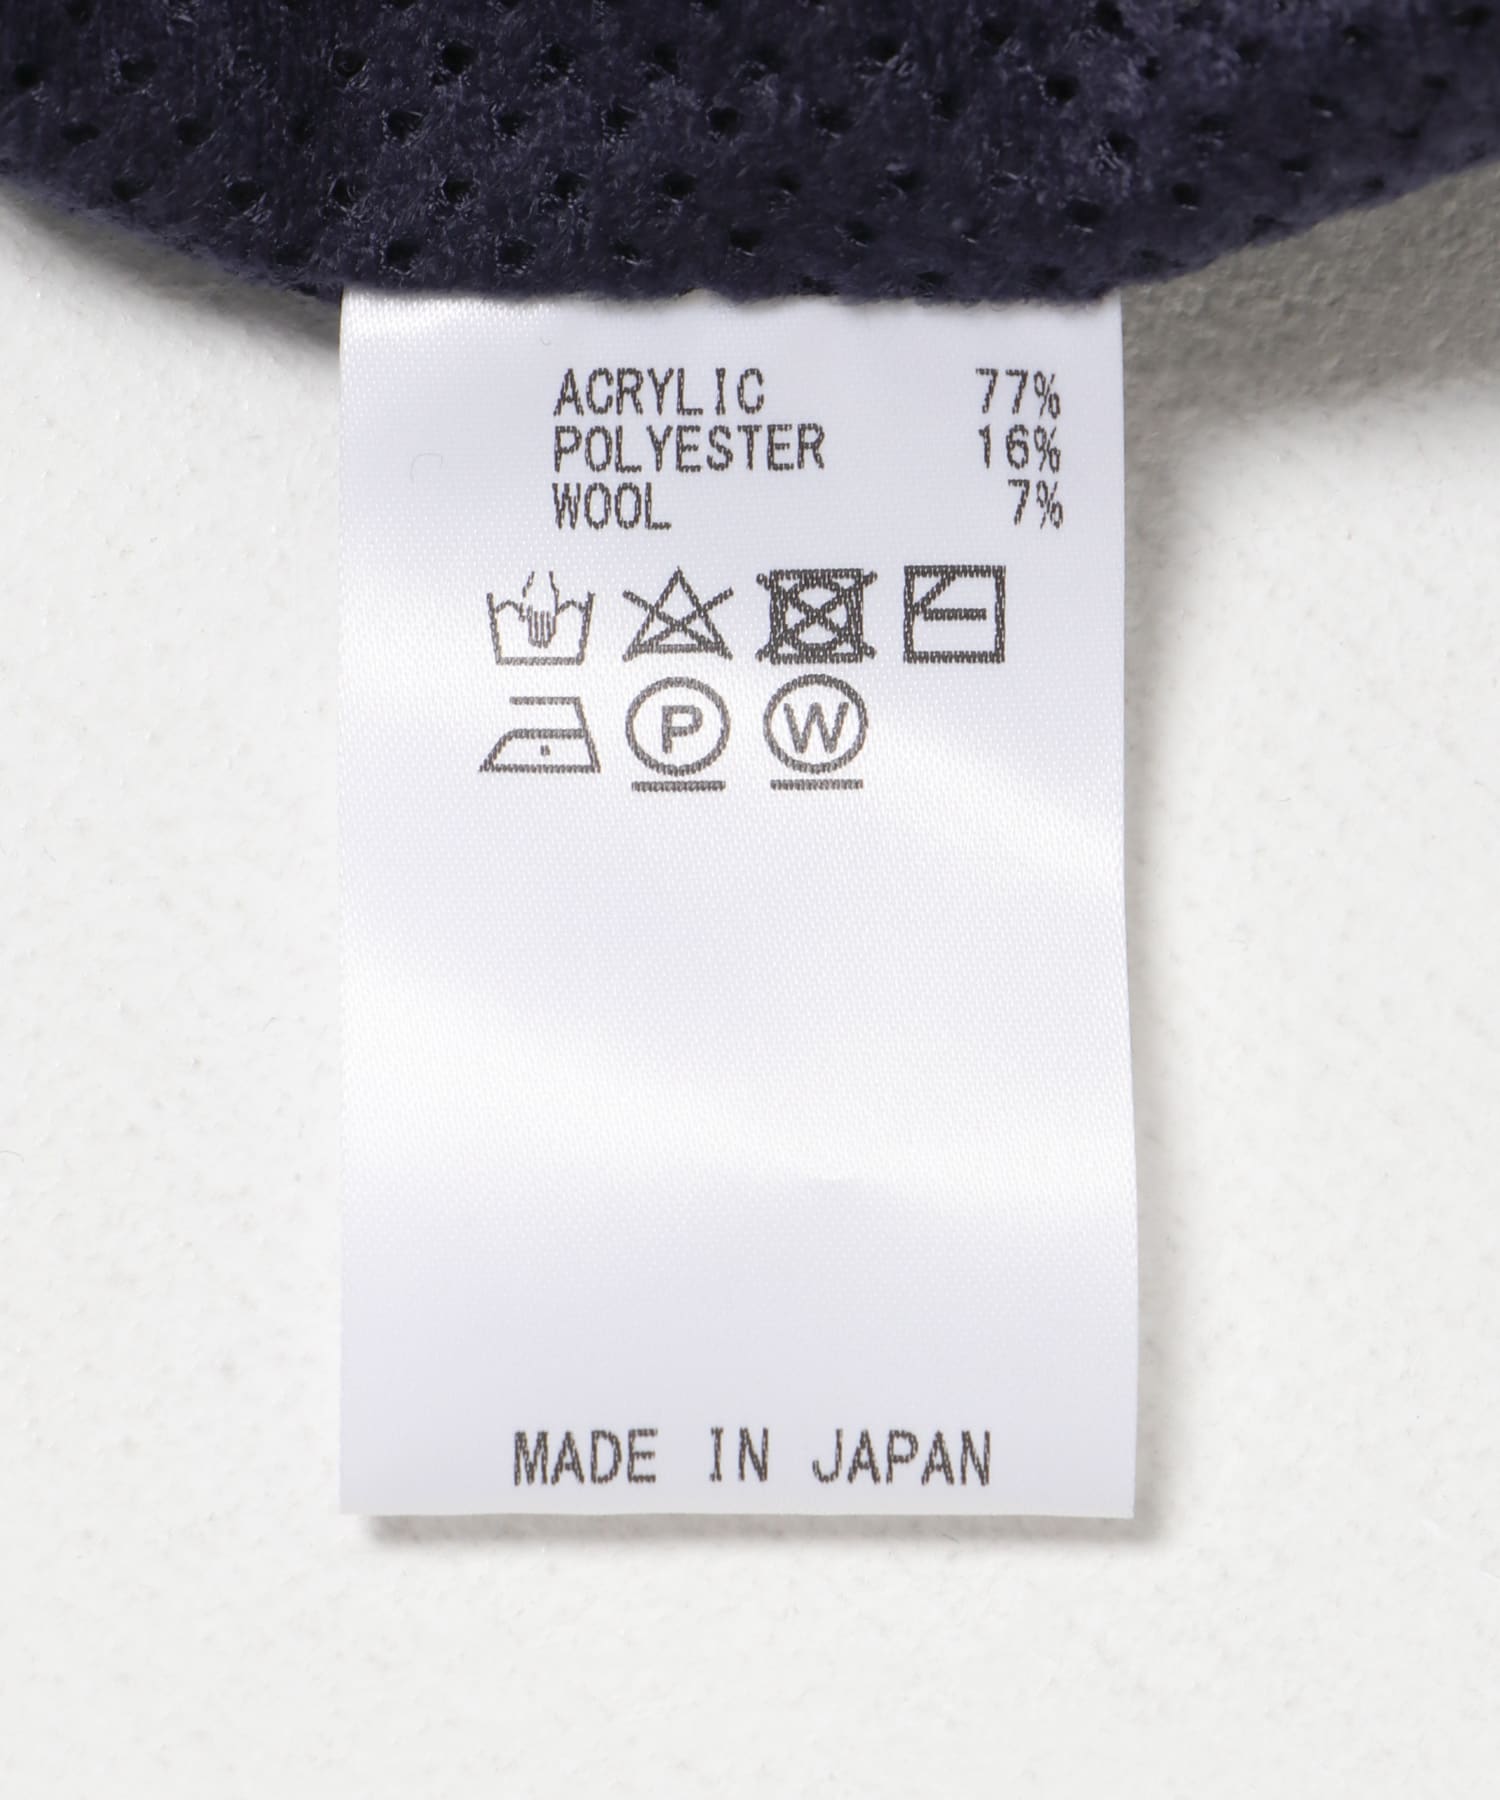 ACRYLIC 77%
POLYESTER 16%
WOOL 7%
P W
MADE IN JAPAN